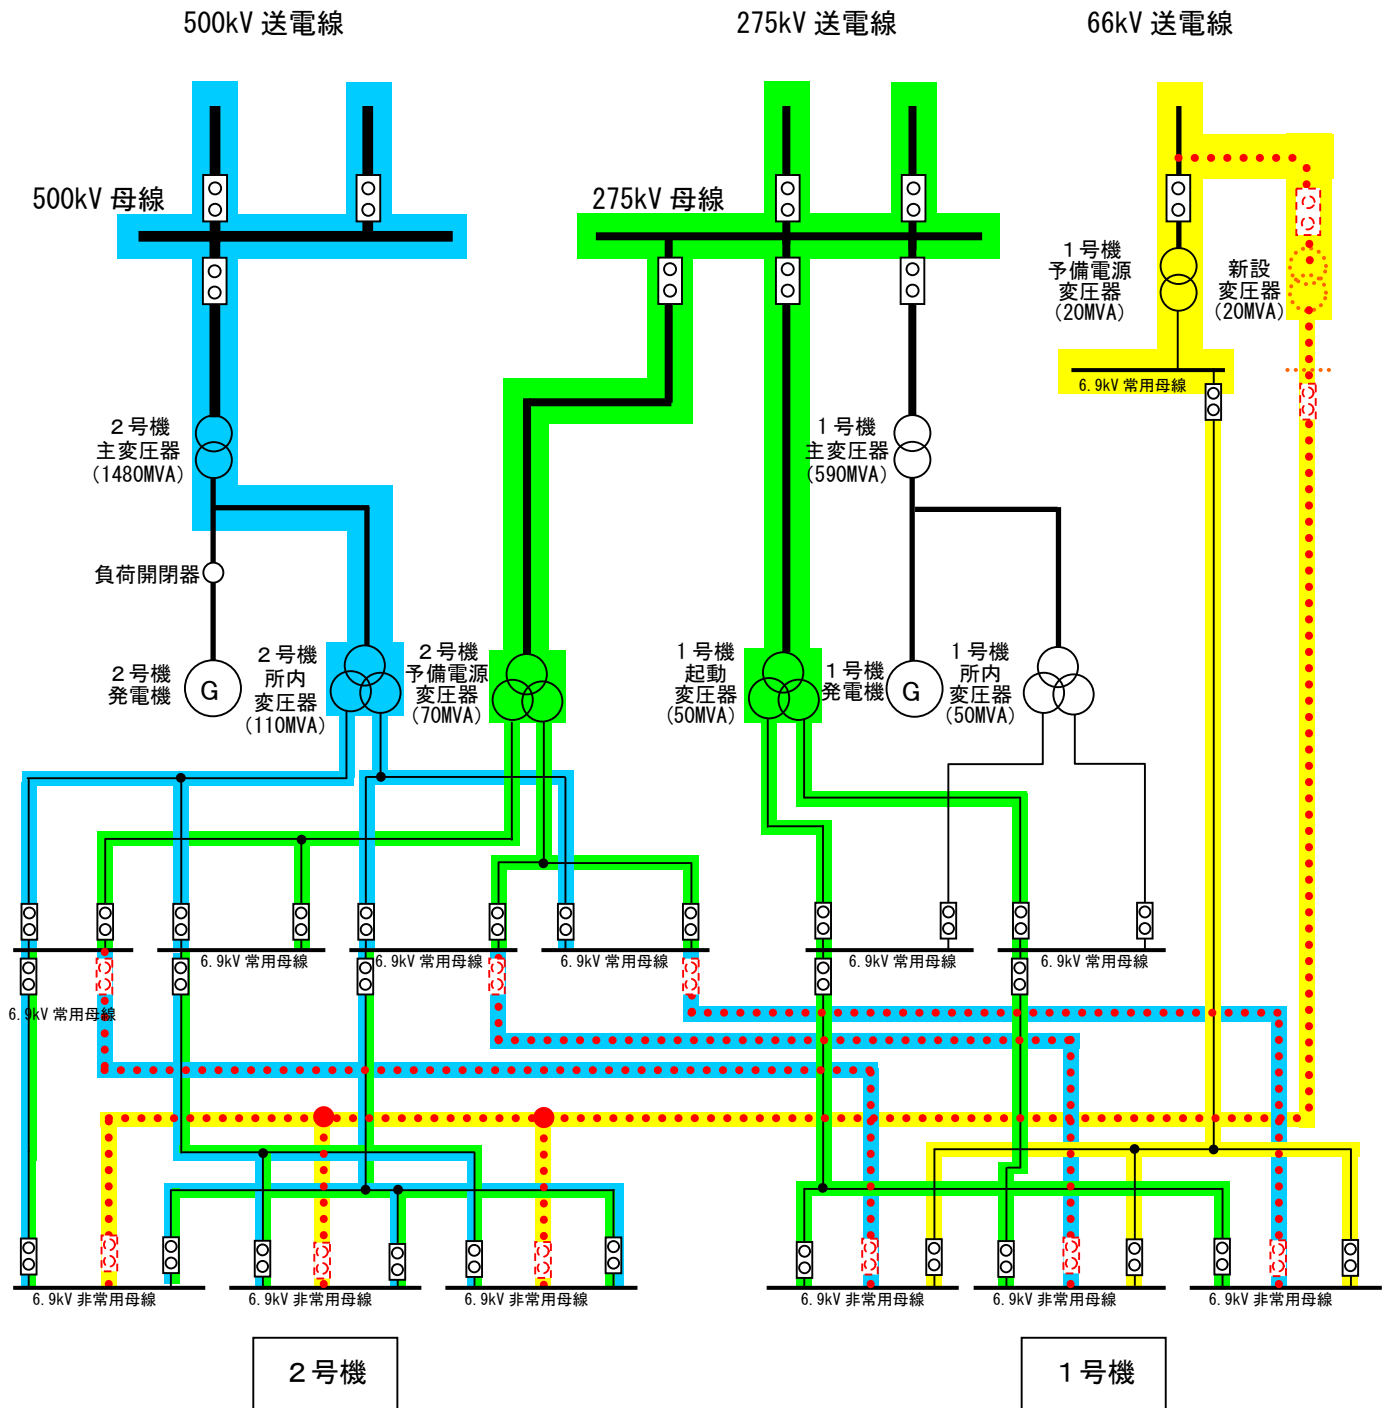 500kV 送電線
275kV 送電線
66kV 送電線
500kV 母線
275kV 母線
1号機
予備電源
変圧器
(20MVA)
新設
変圧器
(20MVA)
6.9kV 常用母線
2号機
主変圧器
(1480MVA)
1号機
主変圧器
(590MVA)
負荷開閉器
2号機
発電機
G
2号機
所内
変圧器
(110MVA)
2号機
予備電源
変圧器
(70MVA)
1号機
起動
変圧器
(50MVA)
1号機
発電機
G
1号機
所内
変圧器
(50MVA)
6.9kV 常用母線
6.9kV 常用母線
6.9kV 常用母線
6.9kV 常用母線
6.9kV 常用母線
6.9kV 常用母線
6.9kV 非常用母線
6.9kV 非常用母線
6.9kV 非常用母線
6.9kV 非常用母線
6.9kV 非常用母線
6.9kV 非常用母線
2号機
1号機